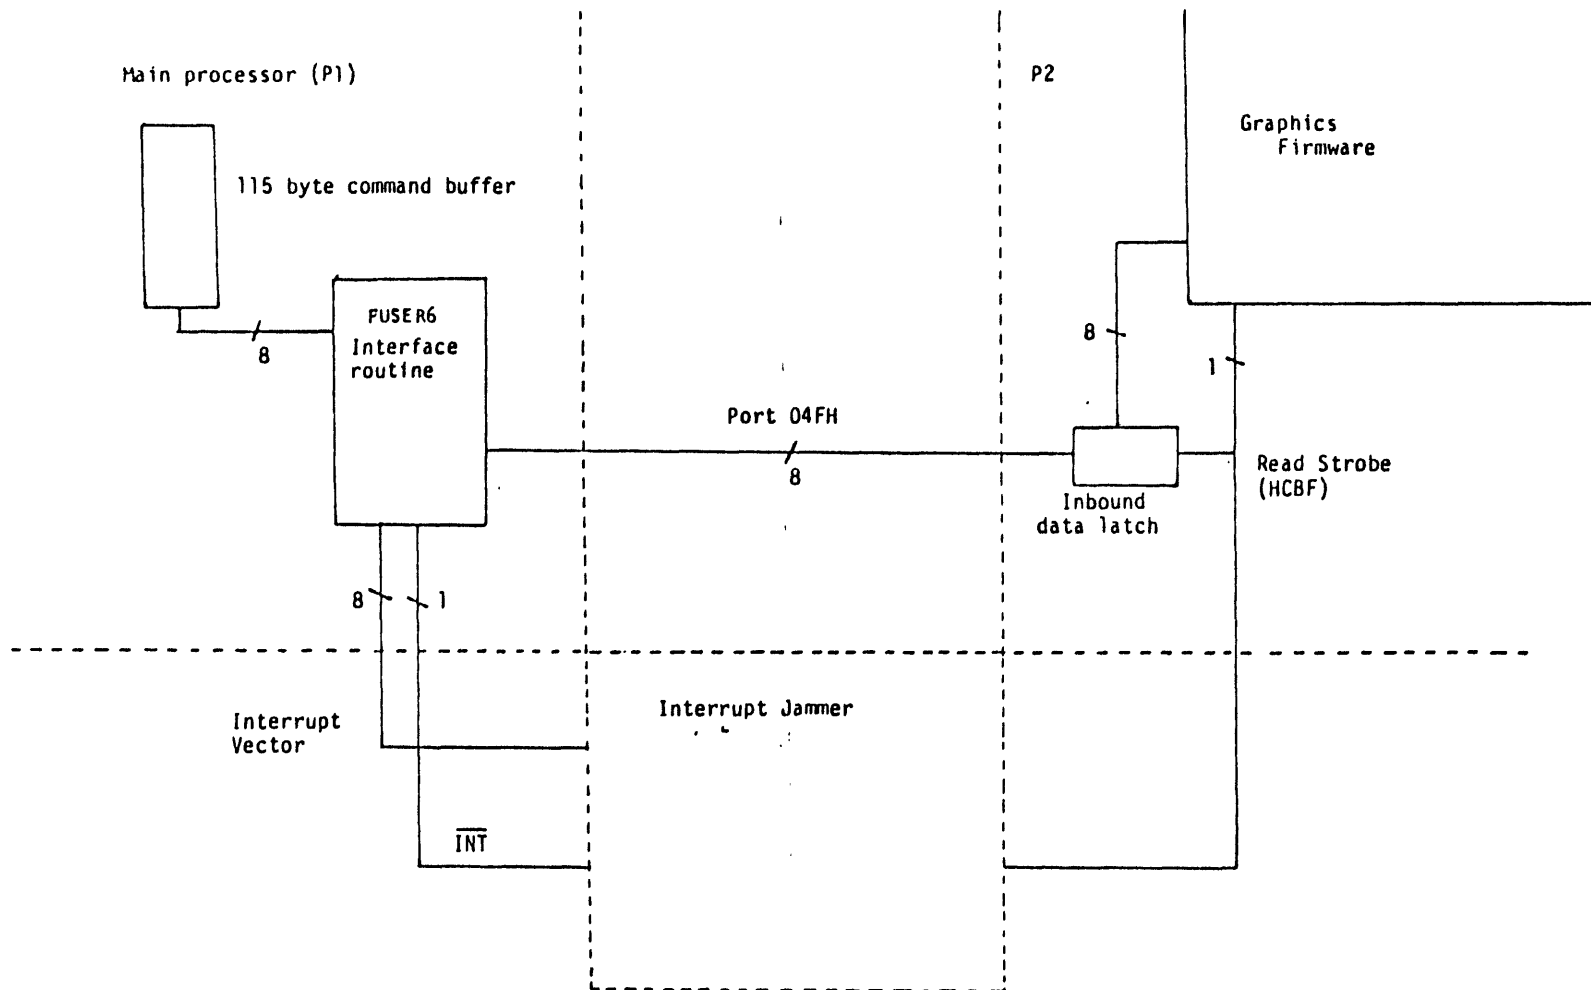 Main processor (P1)
P2
Graphics
Firmware
115 byte command buffer
8
FUSER6
Interface
routine
8
1
Port 04FH
8
Inbound
data latch
Read Strobe
(HCBF)
8
1
Interrupt
Vector
Interrupt Jammer
INT